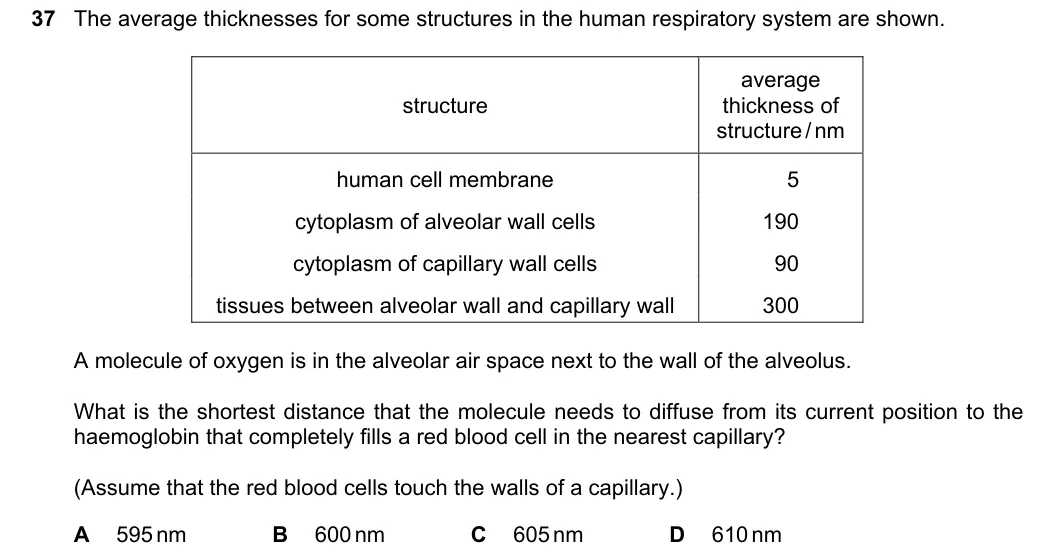 37 The average thicknesses for some structures in the human respiratory system are shown.
structure
average
thickness of
structure / nm
human cell membrane 5
cytoplasm of alveolar wall cells 190
cytoplasm of capillary wall cells 90
tissues between alveolar wall and capillary wall 300
A molecule of oxygen is in the alveolar air space next to the wall of the alveolus.
What is the shortest distance that the molecule needs to diffuse from its current position to the
haemoglobin that completely fills a red blood cell in the nearest capillary?
(Assume that the red blood cells touch the walls of a capillary.)
A 595 nm B 600 nm C 605 nm D 610 nm